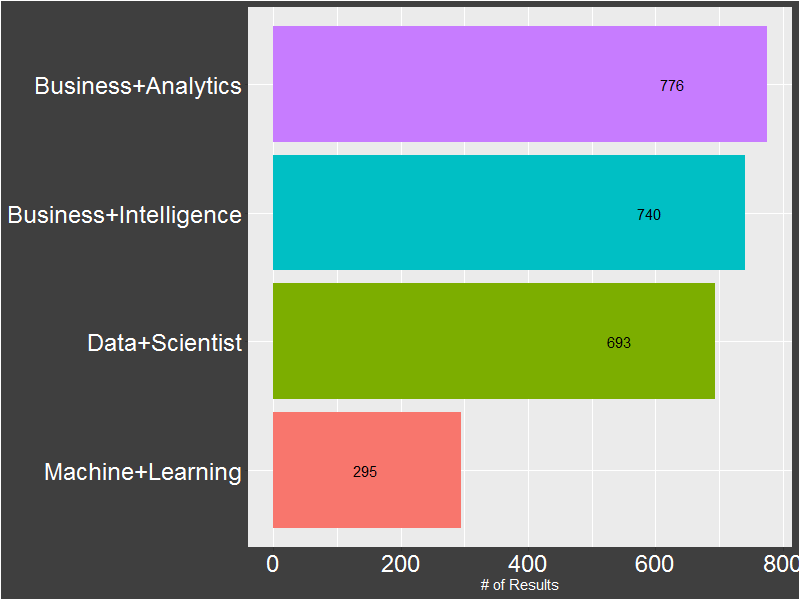 Business+Analytics
776
Business+Intelligence
740
Data+Scientist
693
Machine+Learning
295
0 200 400 600 800
# of Results